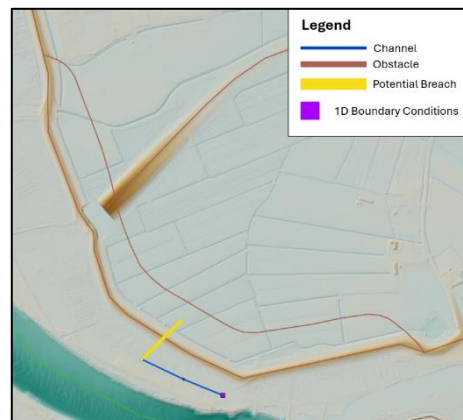 Legend
Channel
Obstacle
Potential Breach
1D Boundary Conditions